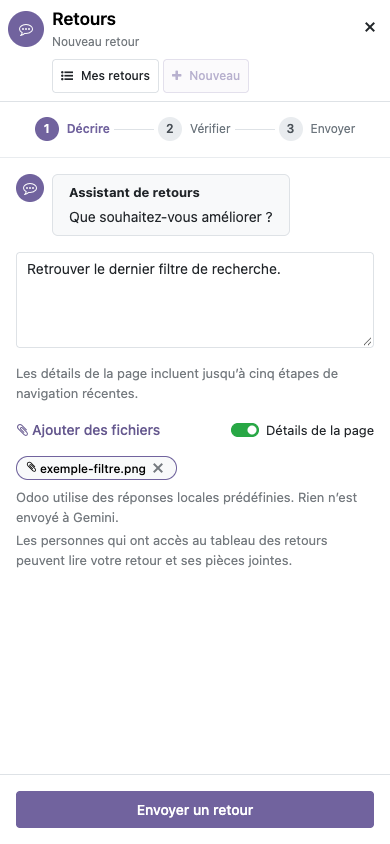 Retours
Nouveau retour
Mes retours
Nouveau
1 Décrire
2 Vérifier
3 Envoyer
Assistant de retours
Que souhaitez-vous améliorer ?
Retrouver le dernier filtre de recherche.
Les détails de la page incluent jusqu’à cinq étapes de
navigation récentes.
Ajouter des fichiers
Détails de la page
exemple-filtre.png
Odoo utilise des réponses locales prédéfinies. Rien n’est
envoyé à Gemini.
Les personnes qui ont accès au tableau des retours
peuvent lire votre retour et ses pièces jointes.
Envoyer un retour